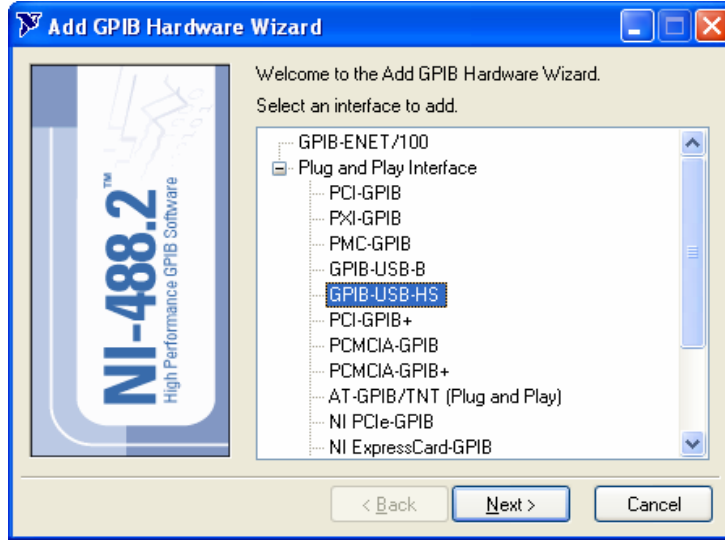 Add GPIB Hardware Wizard
Welcome to the Add GPIB Hardware Wizard.
Select an interface to add.
GPIB-ENET/100
Plug and Play Interface
PCI-GPIB
PXI-GPIB
PMC-GPIB
GPIB-USB-B
GPIB-USB-HS
PCI-GPIB+
PCMCIA-GPIB
PCMCIA-GPIB+
AT-GPIB/TNT (Plug and Play)
NI PCIe-GPIB
NI ExpressCard-GPIB
NI-488.2™
High Performance GPIB Software
< Back
Next >
Cancel